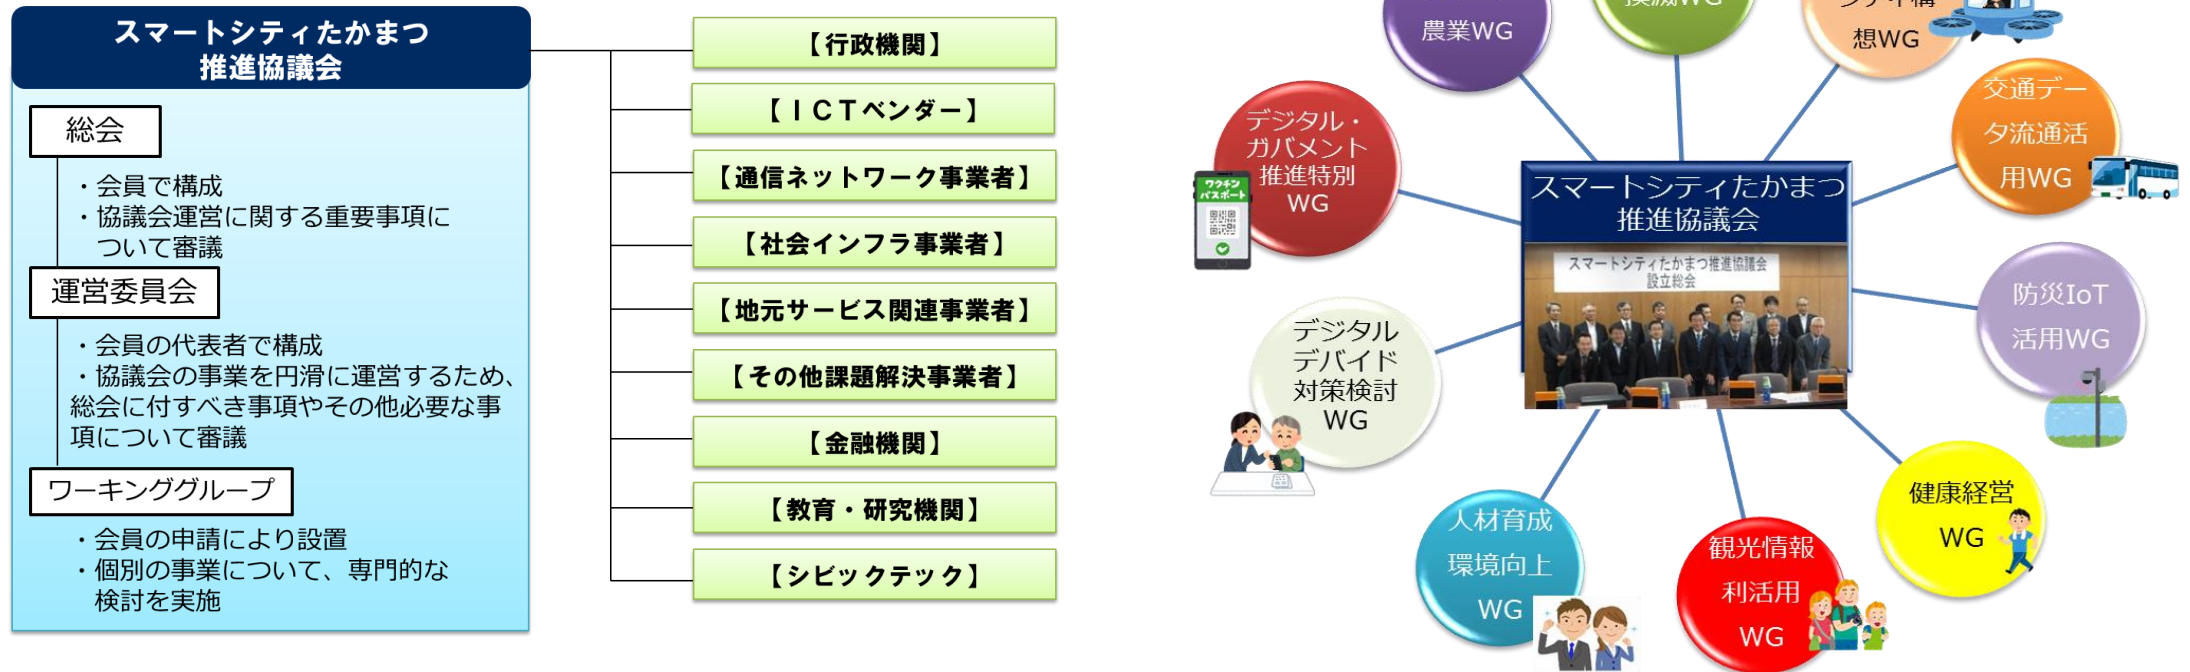 スマートシティたかまつ
推進協議会
総会
・会員で構成
・協議会運営に関する重要事項に
ついて審議
運営委員会
・会員の代表者で構成
・協議会の事業を円滑に運営するため、
総会に付すべき事項やその他必要な事
項について審議
ワーキンググループ
・会員の申請により設置
・個別の事業について、専門的な
検討を実施
【行政機関】
【ＩＣＴベンダー】
【通信ネットワーク事業者】
【社会インフラ事業者】
【地元サービス関連事業者】
【その他課題解決事業者】
【金融機関】
【教育・研究機関】
【シビックテック】
農業WG
想WG
交通デー
タ流通活
用WG
デジタル・
ガバメント
推進特別
WG
ワクチン
パスポート
スマートシティたかまつ
推進協議会
スマートシティたかまつ推進協議会
設立総会
防災IoT
活用WG
デジタル
デバイド
対策検討
WG
健康経営
WG
人材育成
環境向上
WG
観光情報
利活用
WG